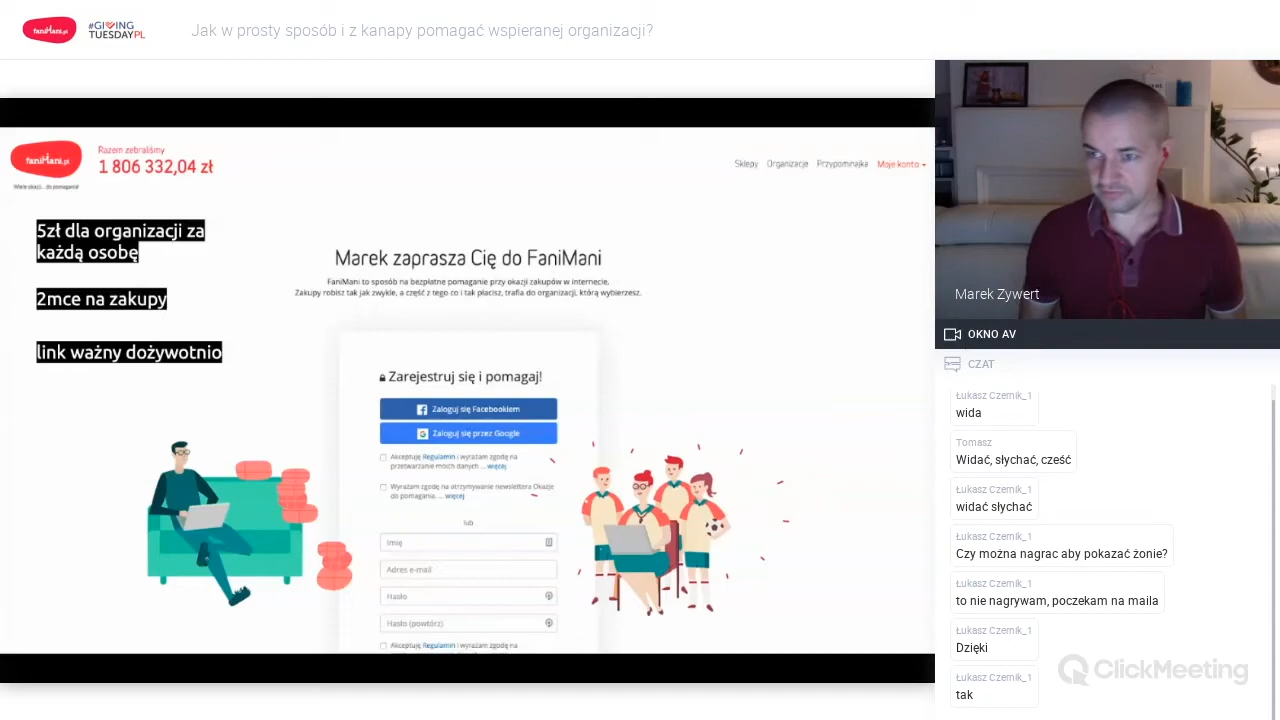 faniMani.pl
#GIVING
TUESDAYPL
Jak w prosty sposób i z kanapy pomagać wspieranej organizacji?
faniMani.pl
Wiele okazji... do pomagania!
Razem zebraliśmy
1 806 332,04 zł
Sklepy Organizacje Przypominajka Moje konto
5zł dla organizacji za
każdą osobę
2mce na zakupy
link ważny dożywotnio
Marek zaprasza Cię do FaniMani
FaniMani to sposób na bezpłatne pomaganie przy okazji zakupów w internecie.
Zakupy robisz tak jak zwykle, a część z tego co i tak płacisz, trafia do organizacji, którą wybierzesz.
Zarejestruj się i pomagaj!
Zaloguj się Facebookiem
Zaloguj się przez Google
Akceptuję Regulamin i wyrażam zgodę na
przetwarzanie moich danych ... więcej
Wyrażam zgodę na otrzymywanie newslettera Okazje
do pomagania. ... więcej
lub
Imię
Adres e-mail
Hasło
Hasło (powtórz)
Akceptuję Regulamin i wyrażam zgodę na
Marek Zywert
OKNO AV
CZAT
Łukasz Czernik_1
wida
Tomasz
Widać, słychać, cześć
Łukasz Czernik_1
widać słychać
Łukasz Czernik_1
Czy można nagrac aby pokazać żonie?
Łukasz Czernik_1
to nie nagrywam, poczekam na maila
Łukasz Czernik_1
Dzięki
Łukasz Czernik_1
tak
ClickMeeting